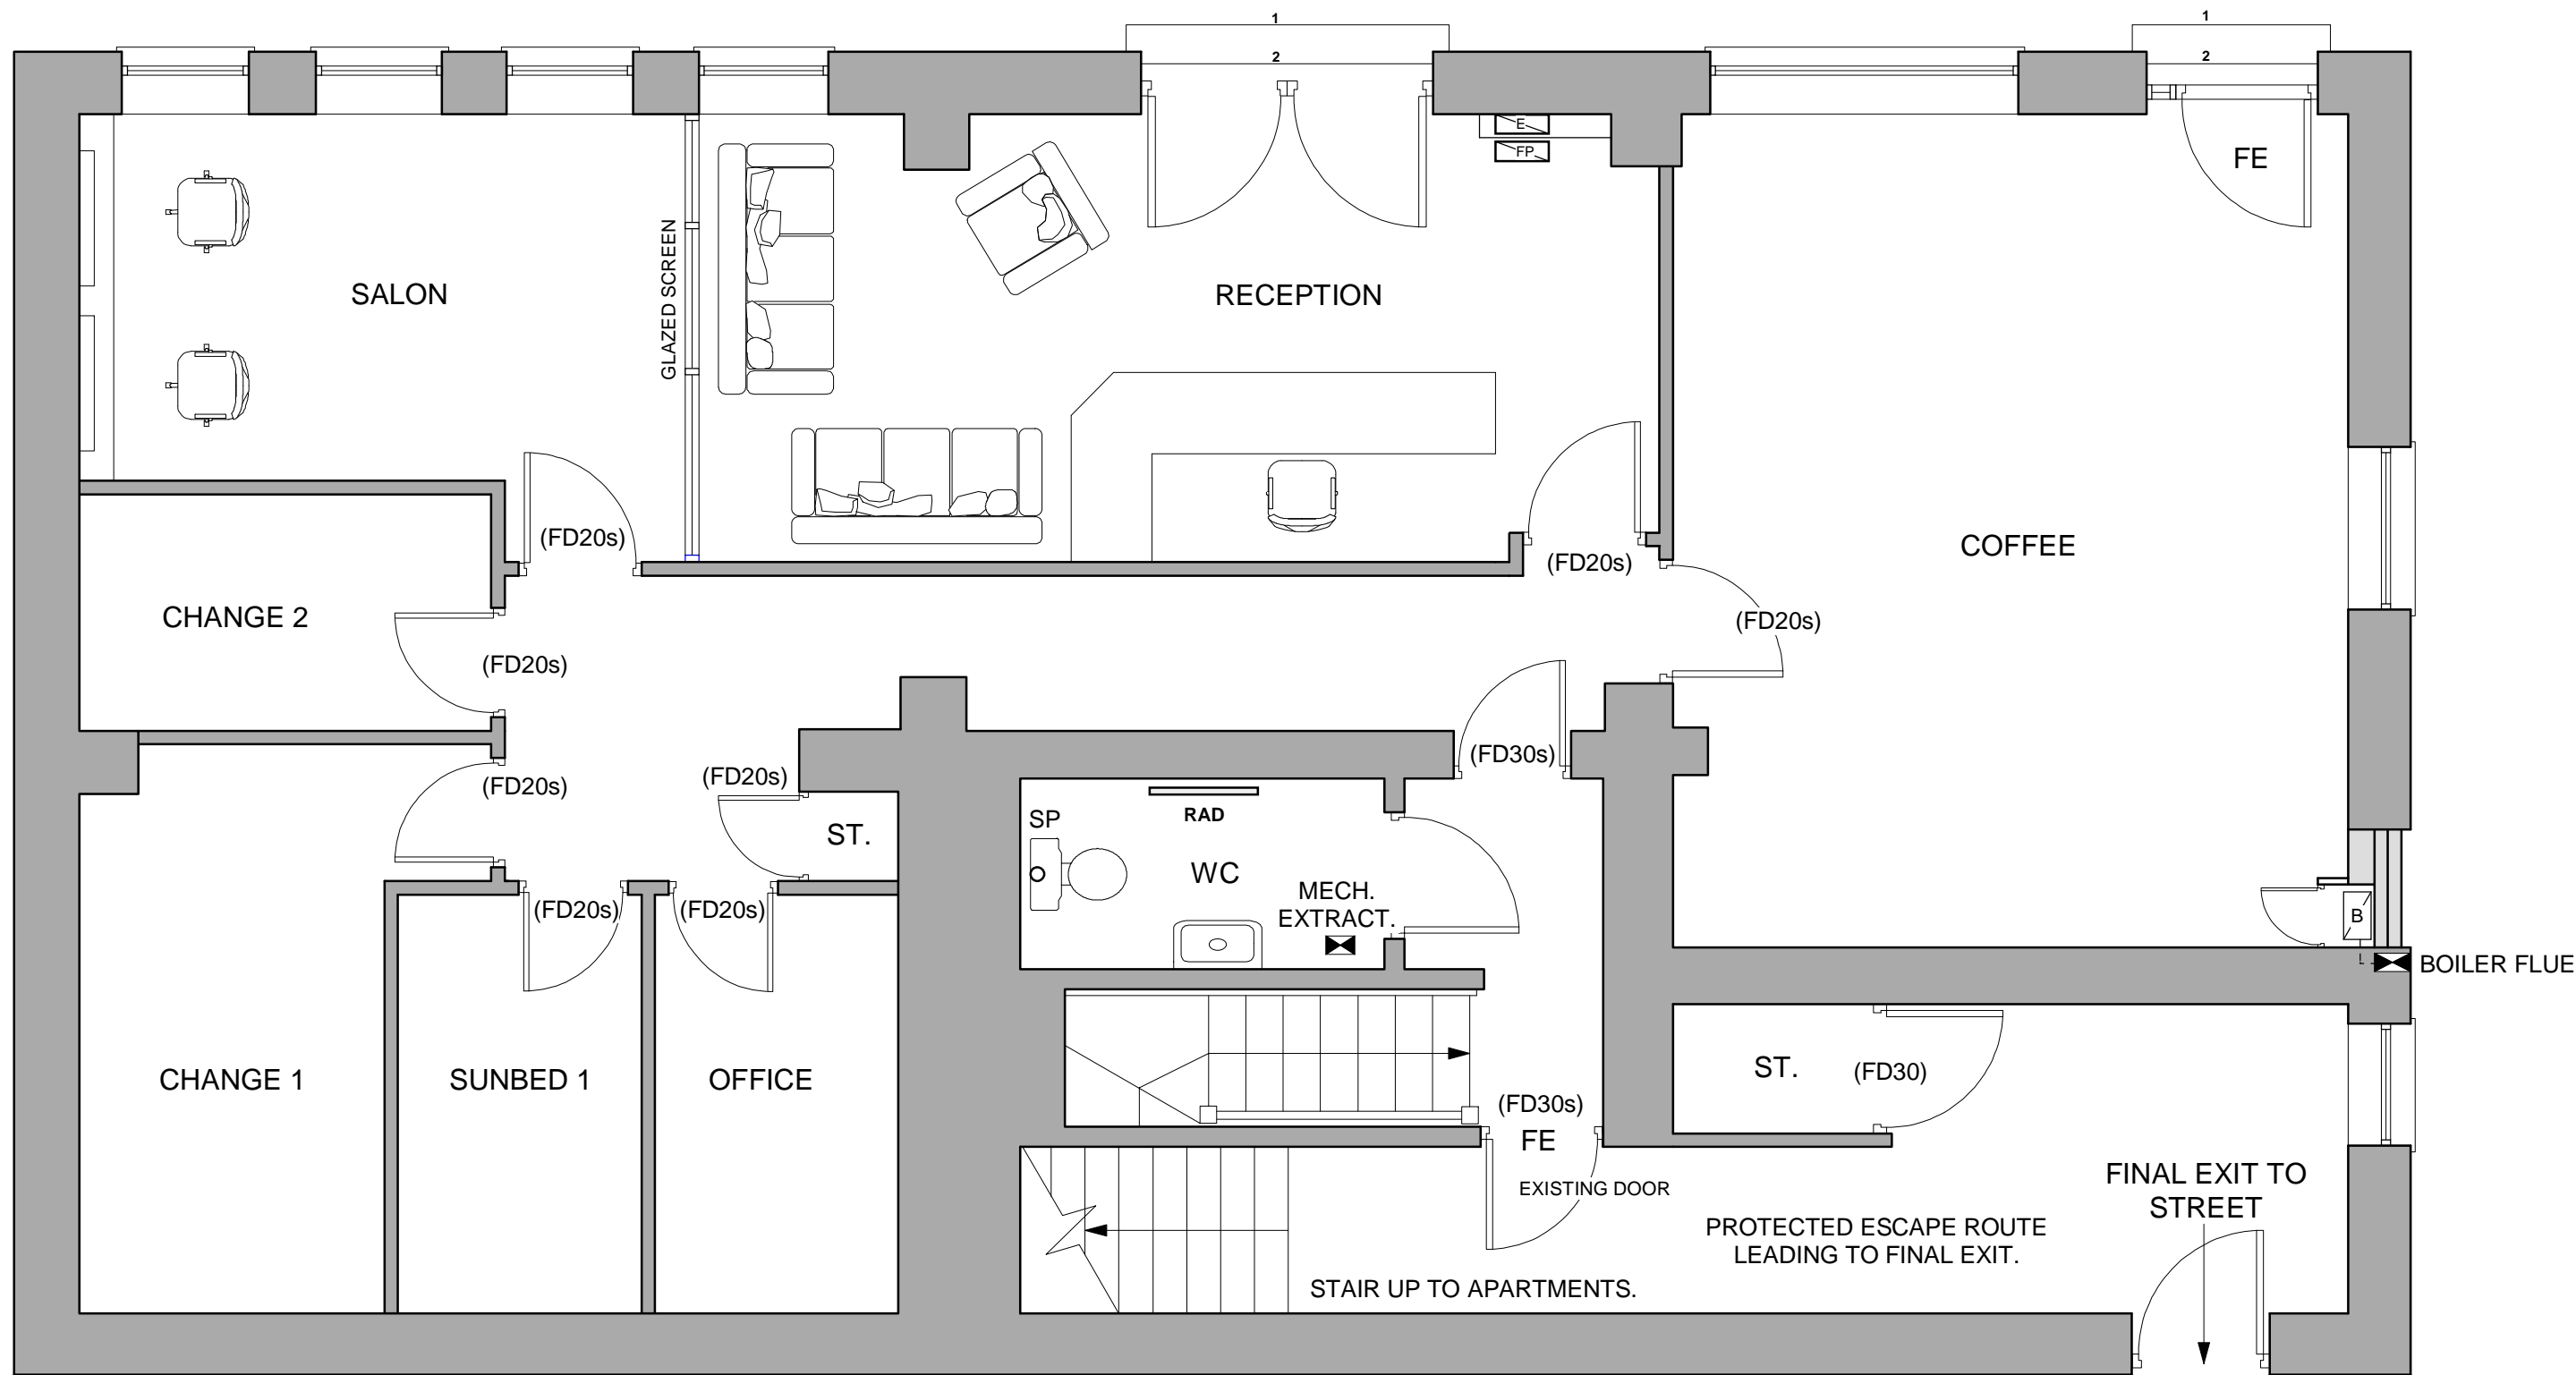 1
1
2
2
E
FP
FE
SALON
GLAZED SCREEN
RECEPTION
(FD20s)
COFFEE
(FD20s)
CHANGE 2
(FD20s)
(FD20s)
(FD20s)
(FD20s)
(FD30s)
SP
RAD
ST.
WC
MECH.
EXTRACT.
(FD20s)
(FD20s)
B
BOILER FLUE
CHANGE 1
SUNBED 1
OFFICE
ST.
(FD30)
(FD30s)
FE
EXISTING DOOR
FINAL EXIT TO
STREET
PROTECTED ESCAPE ROUTE
LEADING TO FINAL EXIT.
STAIR UP TO APARTMENTS.